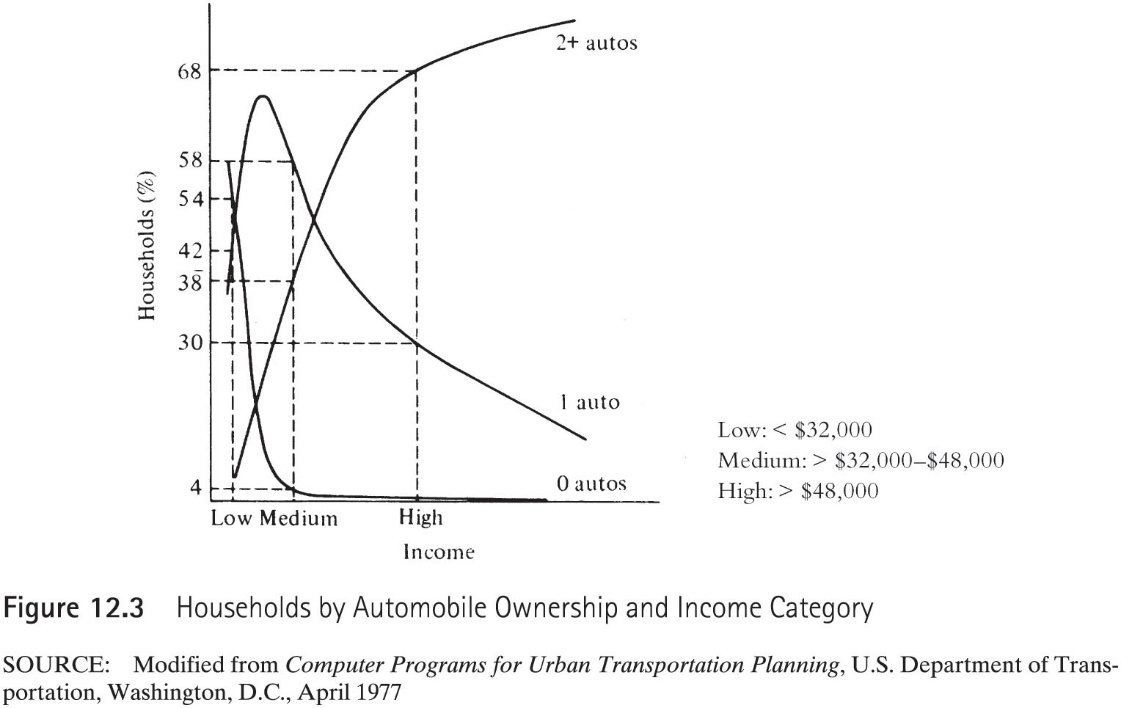 2+ autos
68
58
54
42
38
30
4
Households (%)
1 auto
0 autos
Low Medium
High
Income
Low: < $32,000
Medium: > $32,000–$48,000
High: > $48,000
Figure 12.3 Households by Automobile Ownership and Income Category
SOURCE: Modified from Computer Programs for Urban Transportation Planning, U.S. Department of Trans-
portation, Washington, D.C., April 1977